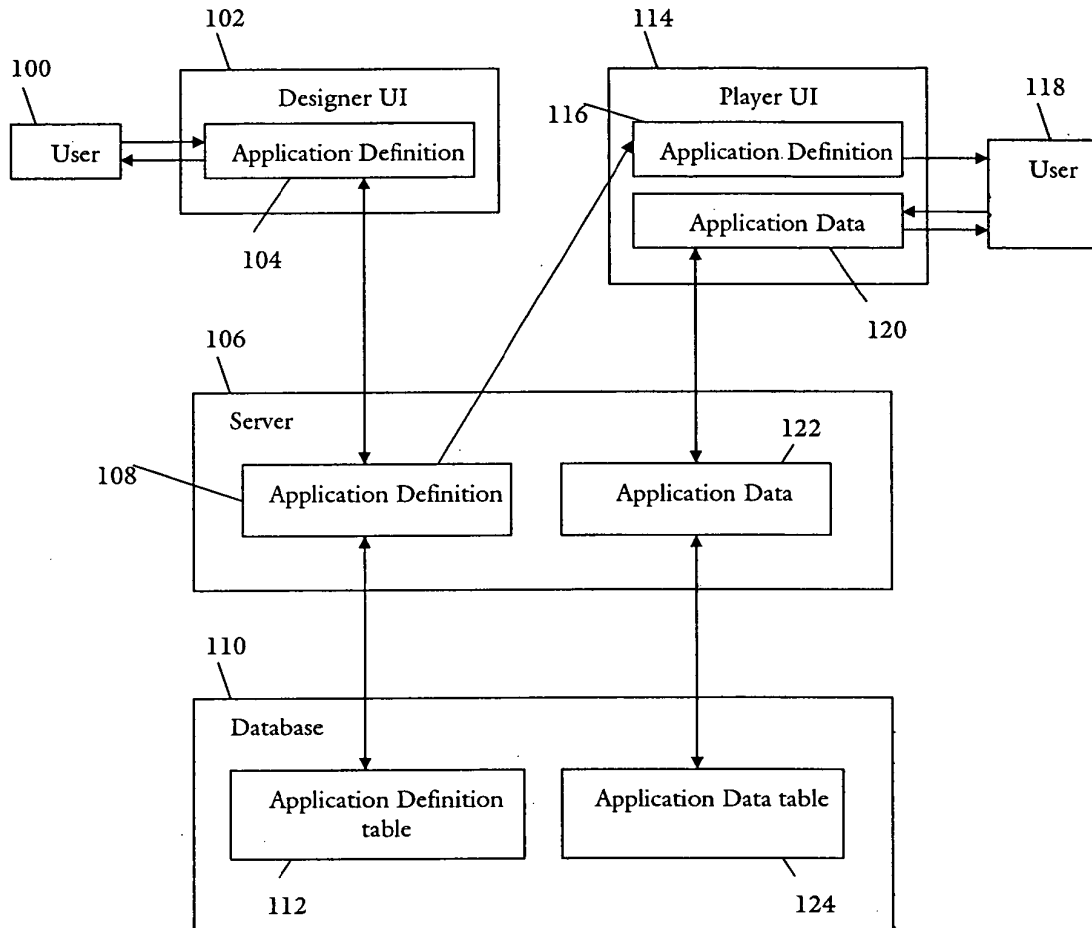 102
114
100
Designer UI
Player UI
118
116
User
Application Definition
Application Definition
User
Application Data
104
120
106
Server
122
108
Application Definition
Application Data
110
Database
Application Definition
table
Application Data table
112
124